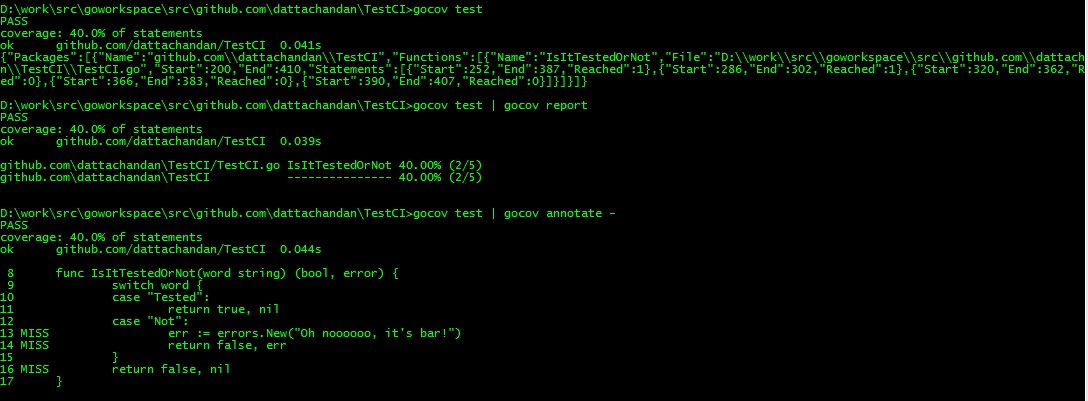 D:\work\src\goworkspace\src\github.com\dattachandan\TestCI>gocov test
PASS
coverage: 40.0% of statements
ok      github.com/dattachandan/TestCI  0.041s
{"Packages":[{"Name":"github.com\\dattachandan\\TestCI","Functions":[{"Name":"IsItTestedOrNot","File":"D:\\work\\src\\goworkspace\\src\\github.com\\dattachan
n\\TestCI\\TestCI.go","Start":200,"End":410,"Statements":[{"Start":252,"End":387,"Reached":1},{"Start":286,"End":302,"Reached":1},{"Start":320,"End":362,"R
ed":0},{"Start":366,"End":383,"Reached":0},{"Start":390,"End":407,"Reached":0}]}]}]}
D:\work\src\goworkspace\src\github.com\dattachandan\TestCI>gocov test | gocov report
PASS
coverage: 40.0% of statements
ok      github.com/dattachandan/TestCI  0.039s
github.com\dattachandan\TestCI/TestCI.go IsItTestedOrNot 40.00% (2/5)
github.com\dattachandan\TestCI           --------------- 40.00% (2/5)
D:\work\src\goworkspace\src\github.com\dattachandan\TestCI>gocov test | gocov annotate -
PASS
coverage: 40.0% of statements
ok      github.com/dattachandan/TestCI  0.044s
 8      func IsItTestedOrNot(word string) (bool, error) {
 9              switch word {
10              case "Tested":
11                      return true, nil
12              case "Not":
13 MISS                 err := errors.New("Oh noooooo, it's bar!")
14 MISS                 return false, err
15              }
16 MISS         return false, nil
17      }